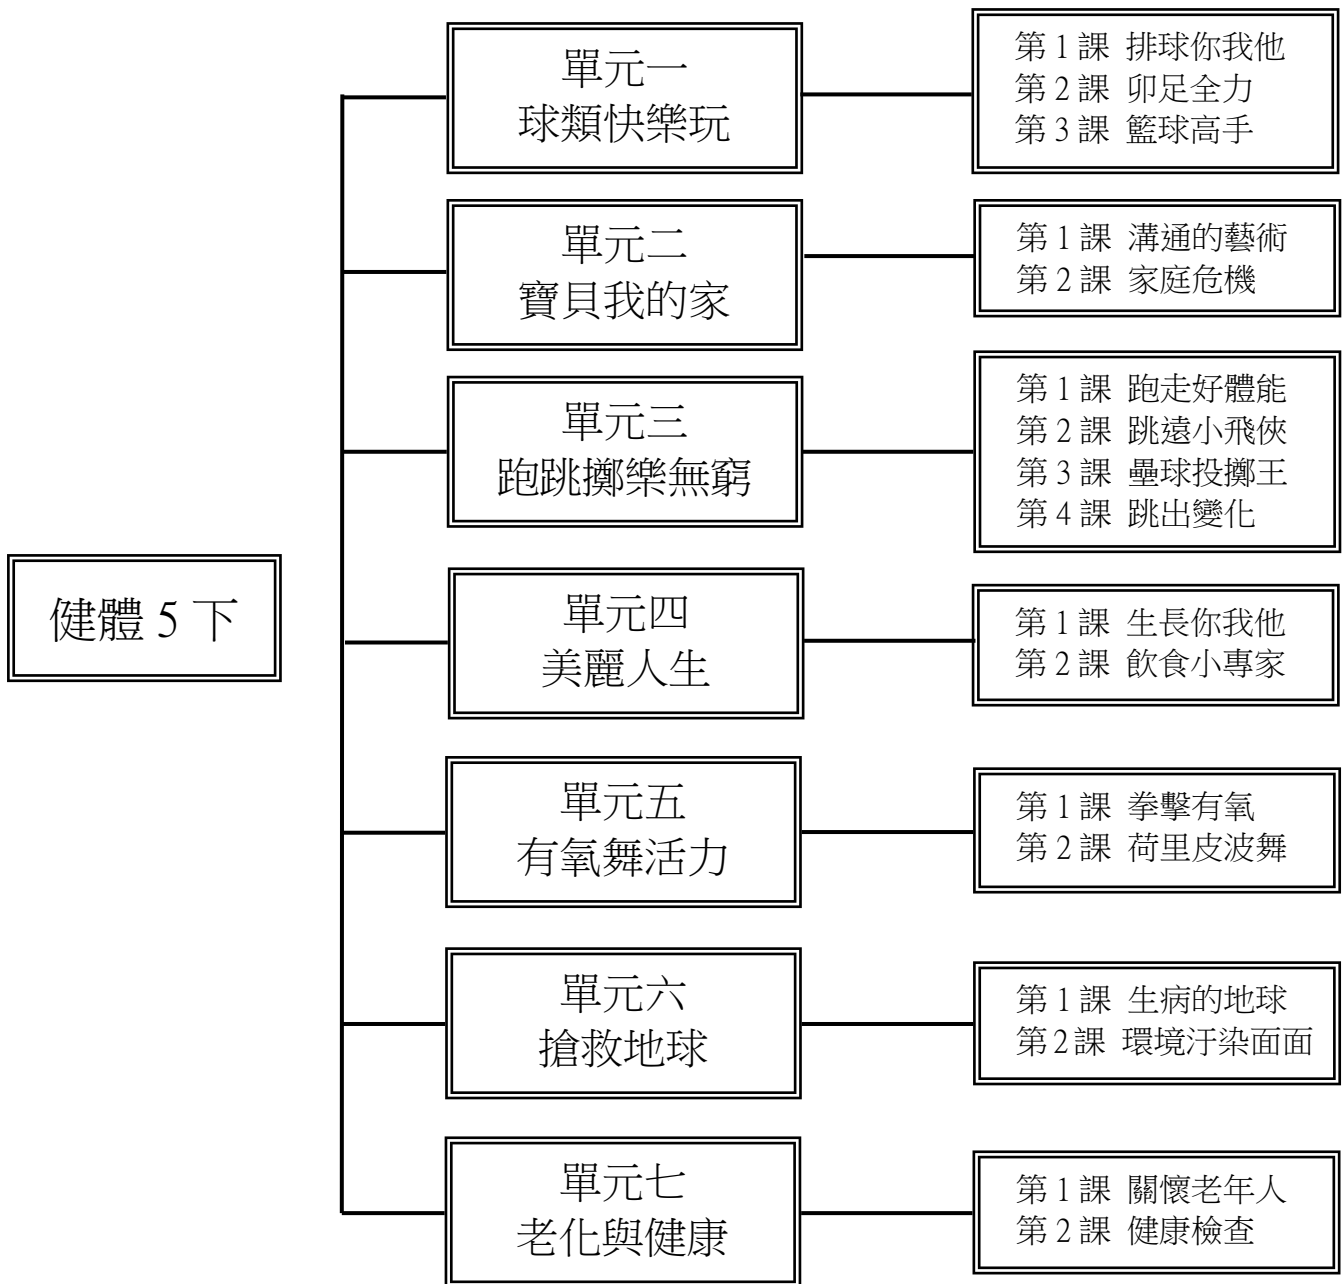 健體 5 下
單元一
球類快樂玩
第 1 課 排球你我他
第 2 課 卯足全力
第 3 課 籃球高手
單元二
寶貝我的家
第 1 課 溝通的藝術
第 2 課 家庭危機
單元三
跑跳擲樂無窮
第 1 課 跑走好體能
第 2 課 跳遠小飛俠
第 3 課 壘球投擲王
第 4 課 跳出變化
單元四
美麗人生
第 1 課 生長你我他
第 2 課 飲食小專家
單元五
有氧舞活力
第 1 課 拳擊有氧
第 2 課 荷里皮波舞
單元六
搶救地球
第 1 課 生病的地球
第2課 環境汙染面面
單元七
老化與健康
第 1 課 關懷老年人
第 2 課 健康檢查